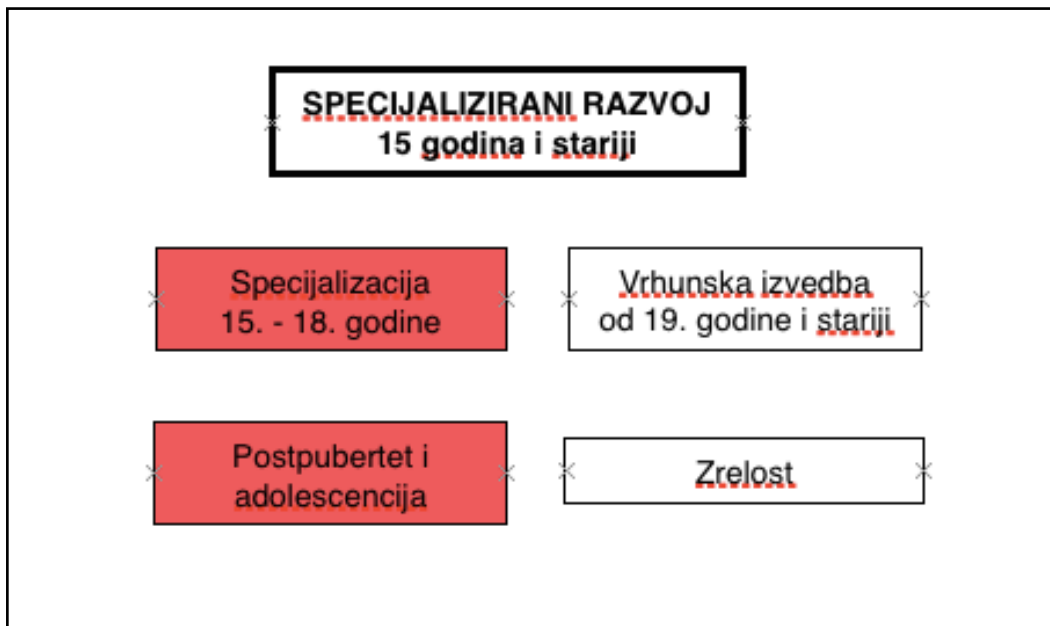 SPECIJALIZIRANI RAZVOJ
15 godina i stariji
Specijalizacija
15. - 18. godine
Vrhunska izvedba
od 19. godine i stariji
Postpubertet i
adolescencija
Zrelost